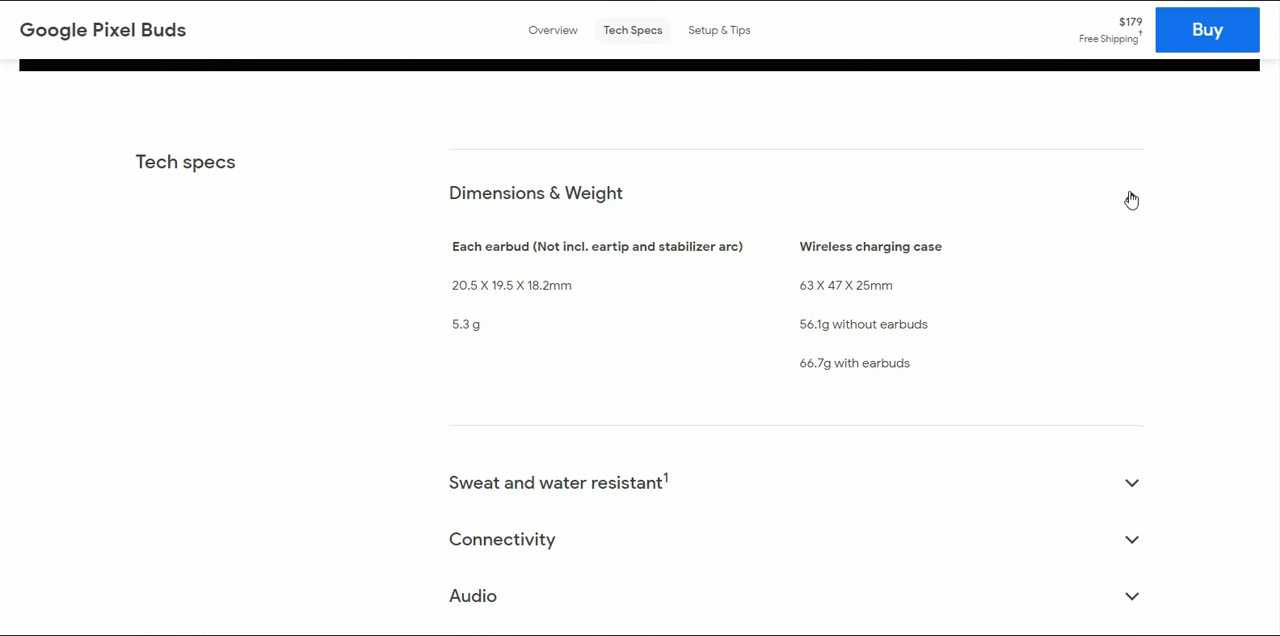 Google Pixel Buds
Overview
Tech Specs
Setup & Tips
$179
Free Shipping†
Buy
Tech specs
Dimensions & Weight
Each earbud (Not incl. eartip and stabilizer arc)
20.5 X 19.5 X 18.2mm
5.3 g
Wireless charging case
63 X 47 X 25mm
56.1g without earbuds
66.7g with earbuds
Sweat and water resistant1
Connectivity
Audio